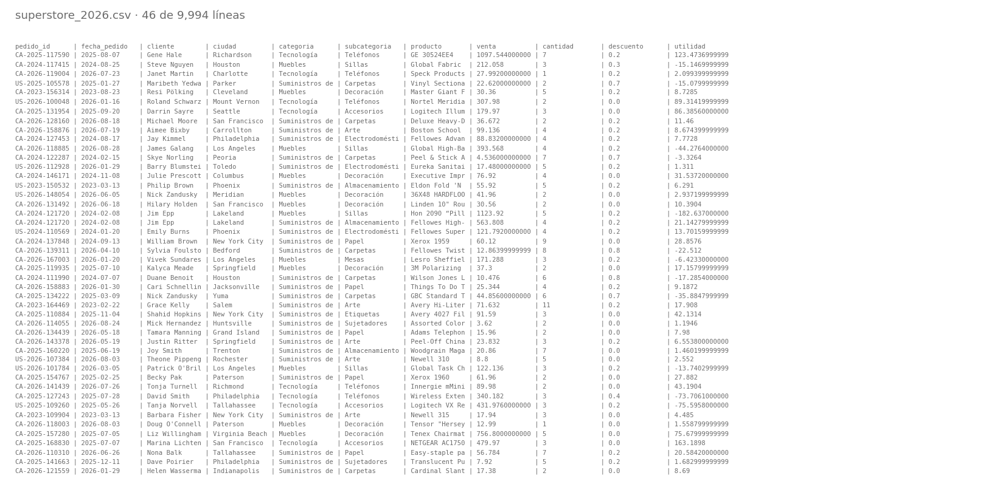 superstore_2026.csv · 46 de 9,994 líneas
pedido_id | fecha_pedido | cliente | ciudad | categoria | subcategoria | producto | venta | cantidad | descuento | utilidad
CA-2025-117590 | 2025-08-07 | Gene Hale | Richardson | Tecnología | Teléfonos | GE 30524EE4 | 1097.544000000 | 7 | 0.2 | 123.4736999999
CA-2024-117415 | 2024-08-25 | Steve Nguyen | Houston | Muebles | Sillas | Global Fabric | 212.058 | 3 | 0.3 | -15.1469999999
CA-2026-119004 | 2026-07-23 | Janet Martin | Charlotte | Tecnología | Teléfonos | Speck Products | 27.99200000000 | 1 | 0.2 | 2.099399999999
US-2025-105578 | 2025-01-27 | Maribeth Yedwa | Parker | Suministros de | Carpetas | Vinyl Sectiona | 22.62000000000 | 2 | 0.7 | -15.0799999999
CA-2023-156314 | 2023-08-23 | Resi Pölking | Cleveland | Muebles | Decoración | Master Giant F | 30.36 | 5 | 0.2 | 8.7285
US-2026-100048 | 2026-01-16 | Roland Schwarz | Mount Vernon | Tecnología | Teléfonos | Nortel Meridia | 307.98 | 2 | 0.0 | 89.31419999999
CA-2025-131954 | 2025-09-20 | Darrin Sayre | Seattle | Tecnología | Accesorios | Logitech Illum | 179.97 | 3 | 0.0 | 86.38560000000
CA-2026-128160 | 2026-08-18 | Michael Moore | San Francisco | Suministros de | Carpetas | Deluxe Heavy-D | 36.672 | 2 | 0.2 | 11.46
CA-2026-158876 | 2026-07-19 | Aimee Bixby | Carrollton | Suministros de | Arte | Boston School | 99.136 | 4 | 0.2 | 8.674399999999
CA-2024-127453 | 2024-08-17 | Jay Kimmel | Philadelphia | Suministros de | Electrodomésti | Fellowes Advan | 88.83200000000 | 4 | 0.2 | 7.7728
CA-2026-118885 | 2026-08-28 | James Galang | Los Angeles | Muebles | Sillas | Global High-Ba | 393.568 | 4 | 0.2 | -44.2764000000
CA-2024-122287 | 2024-02-15 | Skye Norling | Peoria | Suministros de | Carpetas | Peel & Stick A | 4.536000000000 | 7 | 0.7 | -3.3264
US-2026-112928 | 2026-01-29 | Barry Blumstei | Toledo | Suministros de | Electrodomésti | Eureka Sanitai | 17.48000000000 | 5 | 0.2 | 1.311
CA-2024-146171 | 2024-11-08 | Julie Prescott | Columbus | Muebles | Decoración | Executive Impr | 76.92 | 4 | 0.0 | 31.53720000000
US-2023-150532 | 2023-03-13 | Philip Brown | Phoenix | Suministros de | Almacenamiento | Eldon Fold 'N | 55.92 | 5 | 0.2 | 6.291
US-2026-148054 | 2026-06-05 | Nick Zandusky | Meridian | Muebles | Decoración | 36X48 HARDFLOO | 41.96 | 2 | 0.0 | 2.937199999999
CA-2026-131492 | 2026-06-18 | Hilary Holden | San Francisco | Muebles | Decoración | Linden 10" Rou | 30.56 | 2 | 0.0 | 10.3904
CA-2024-121720 | 2024-02-08 | Jim Epp | Lakeland | Muebles | Sillas | Hon 2090 “Pill | 1123.92 | 5 | 0.2 | -182.637000000
CA-2024-121720 | 2024-02-08 | Jim Epp | Lakeland | Suministros de | Almacenamiento | Fellowes High- | 563.808 | 4 | 0.2 | 21.14279999999
US-2024-110569 | 2024-01-20 | Emily Burns | Phoenix | Suministros de | Electrodomésti | Fellowes Super | 121.7920000000 | 4 | 0.2 | 13.70159999999
CA-2024-137848 | 2024-09-13 | William Brown | New York City | Suministros de | Papel | Xerox 1959 | 60.12 | 9 | 0.0 | 28.8576
CA-2026-139311 | 2026-04-10 | Sylvia Foulsto | Bedford | Suministros de | Carpetas | Fellowes Twist | 12.86399999999 | 8 | 0.8 | -22.512
CA-2026-167003 | 2026-01-20 | Vivek Sundares | Los Angeles | Muebles | Mesas | Lesro Sheffiel | 171.288 | 3 | 0.2 | -6.42330000000
CA-2025-119935 | 2025-07-10 | Kalyca Meade | Springfield | Muebles | Decoración | 3M Polarizing | 37.3 | 2 | 0.0 | 17.15799999999
CA-2024-111990 | 2024-07-07 | Duane Benoit | Houston | Suministros de | Carpetas | Wilson Jones L | 10.476 | 6 | 0.8 | -17.2854000000
CA-2026-158883 | 2026-01-30 | Cari Schnellin | Jacksonville | Suministros de | Papel | Things To Do T | 25.344 | 4 | 0.2 | 9.1872
CA-2025-134222 | 2025-03-09 | Nick Zandusky | Yuma | Suministros de | Carpetas | GBC Standard T | 44.85600000000 | 6 | 0.7 | -35.8847999999
CA-2023-164469 | 2023-02-22 | Grace Kelly | Salem | Suministros de | Arte | Avery Hi-Liter | 71.632 | 11 | 0.2 | 17.908
CA-2025-110884 | 2025-11-04 | Shahid Hopkins | New York City | Suministros de | Etiquetas | Avery 4027 Fil | 91.59 | 3 | 0.0 | 42.1314
CA-2026-114055 | 2026-08-24 | Mick Hernandez | Huntsville | Suministros de | Sujetadores | Assorted Color | 3.62 | 2 | 0.0 | 1.1946
CA-2026-134439 | 2026-05-18 | Tamara Manning | Grand Island | Suministros de | Papel | Adams Telephon | 15.96 | 2 | 0.0 | 7.98
CA-2026-143378 | 2026-05-19 | Justin Ritter | Springfield | Suministros de | Arte | Peel-Off China | 23.832 | 3 | 0.2 | 6.553800000000
CA-2025-160220 | 2025-06-19 | Joy Smith | Trenton | Suministros de | Almacenamiento | Woodgrain Maga | 20.86 | 7 | 0.0 | 1.460199999999
US-2026-107384 | 2026-08-03 | Theone Pippeng | Rochester | Suministros de | Arte | Newell 310 | 8.8 | 5 | 0.0 | 2.552
US-2026-101784 | 2026-03-05 | Patrick O'Bril | Los Angeles | Muebles | Sillas | Global Task Ch | 122.136 | 3 | 0.2 | -13.7402999999
CA-2025-154767 | 2025-02-25 | Becky Pak | Paterson | Suministros de | Papel | Xerox 1960 | 61.96 | 2 | 0.0 | 27.882
CA-2026-141439 | 2026-07-26 | Tonja Turnell | Richmond | Tecnología | Teléfonos | Innergie mMini | 89.98 | 2 | 0.0 | 43.1904
CA-2025-127243 | 2025-07-28 | David Smith | Philadelphia | Tecnología | Teléfonos | Wireless Exten | 340.182 | 3 | 0.4 | -73.7061000000
US-2025-109260 | 2025-05-26 | Tanja Norvell | Tallahassee | Tecnología | Accesorios | Logitech VX Re | 431.9760000000 | 3 | 0.2 | -75.5958000000
CA-2023-109904 | 2023-03-13 | Barbara Fisher | New York City | Suministros de | Arte | Newell 315 | 17.94 | 3 | 0.0 | 4.485
CA-2026-118003 | 2026-08-03 | Doug O'Connell | Paterson | Muebles | Decoración | Tensor "Hersey | 12.99 | 1 | 0.0 | 1.558799999999
CA-2025-157280 | 2025-07-05 | Liz Willingham | Virginia Beach | Muebles | Decoración | Tenex Chairmat | 756.8000000000 | 5 | 0.0 | 75.67999999999
CA-2025-168830 | 2025-07-07 | Marina Lichten | San Francisco | Tecnología | Accesorios | NETGEAR AC1750 | 479.97 | 3 | 0.0 | 163.1898
CA-2026-110310 | 2026-06-26 | Nona Balk | Tallahassee | Suministros de | Papel | Easy-staple pa | 56.784 | 7 | 0.2 | 20.58420000000
CA-2025-141663 | 2025-12-11 | Dave Poirier | Philadelphia | Suministros de | Sujetadores | Translucent Pu | 7.92 | 5 | 0.2 | 1.682999999999
CA-2026-121559 | 2026-01-29 | Helen Wasserma | Indianapolis | Suministros de | Carpetas | Cardinal Slant | 17.38 | 2 | 0.0 | 8.69